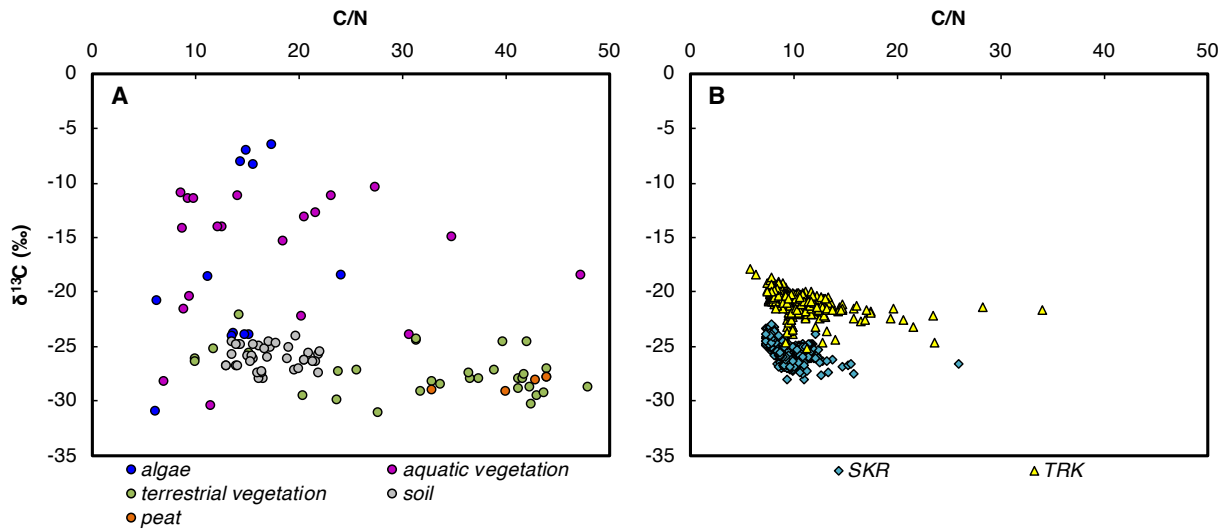 C/N
0 10 20 30 40 50
0
-5
-10
-15
-20
-25
-30
-35
δ¹³C (‰)
A
algae
aquatic vegetation
terrestrial vegetation
soil
peat
C/N
0 10 20 30 40 50
0
-5
-10
-15
-20
-25
-30
-35
B
SKR
TRK